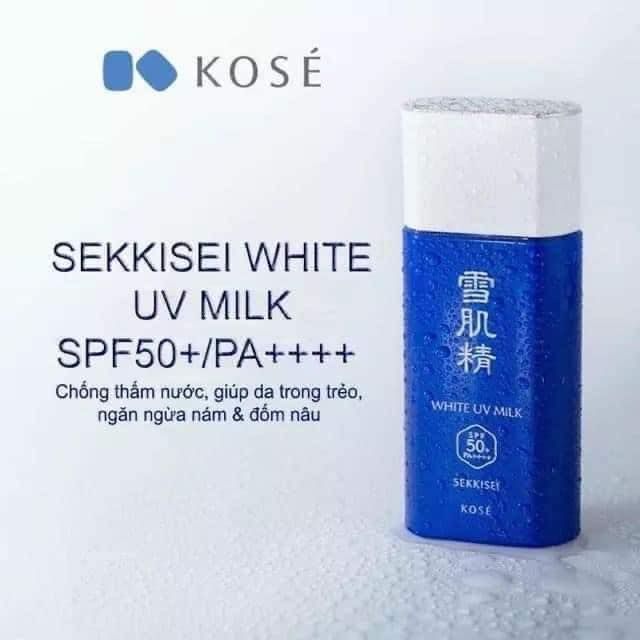 KOSÉ
SEKKISEI WHITE
UV MILK
SPF50+/PA++++
Chống thấm nước, giúp da trong trẻo,
ngăn ngừa nám & đốm nâu
雪肌精
WHITE UV MILK
SPF
50+
PA++++
SEKKISEI
KOSÉ